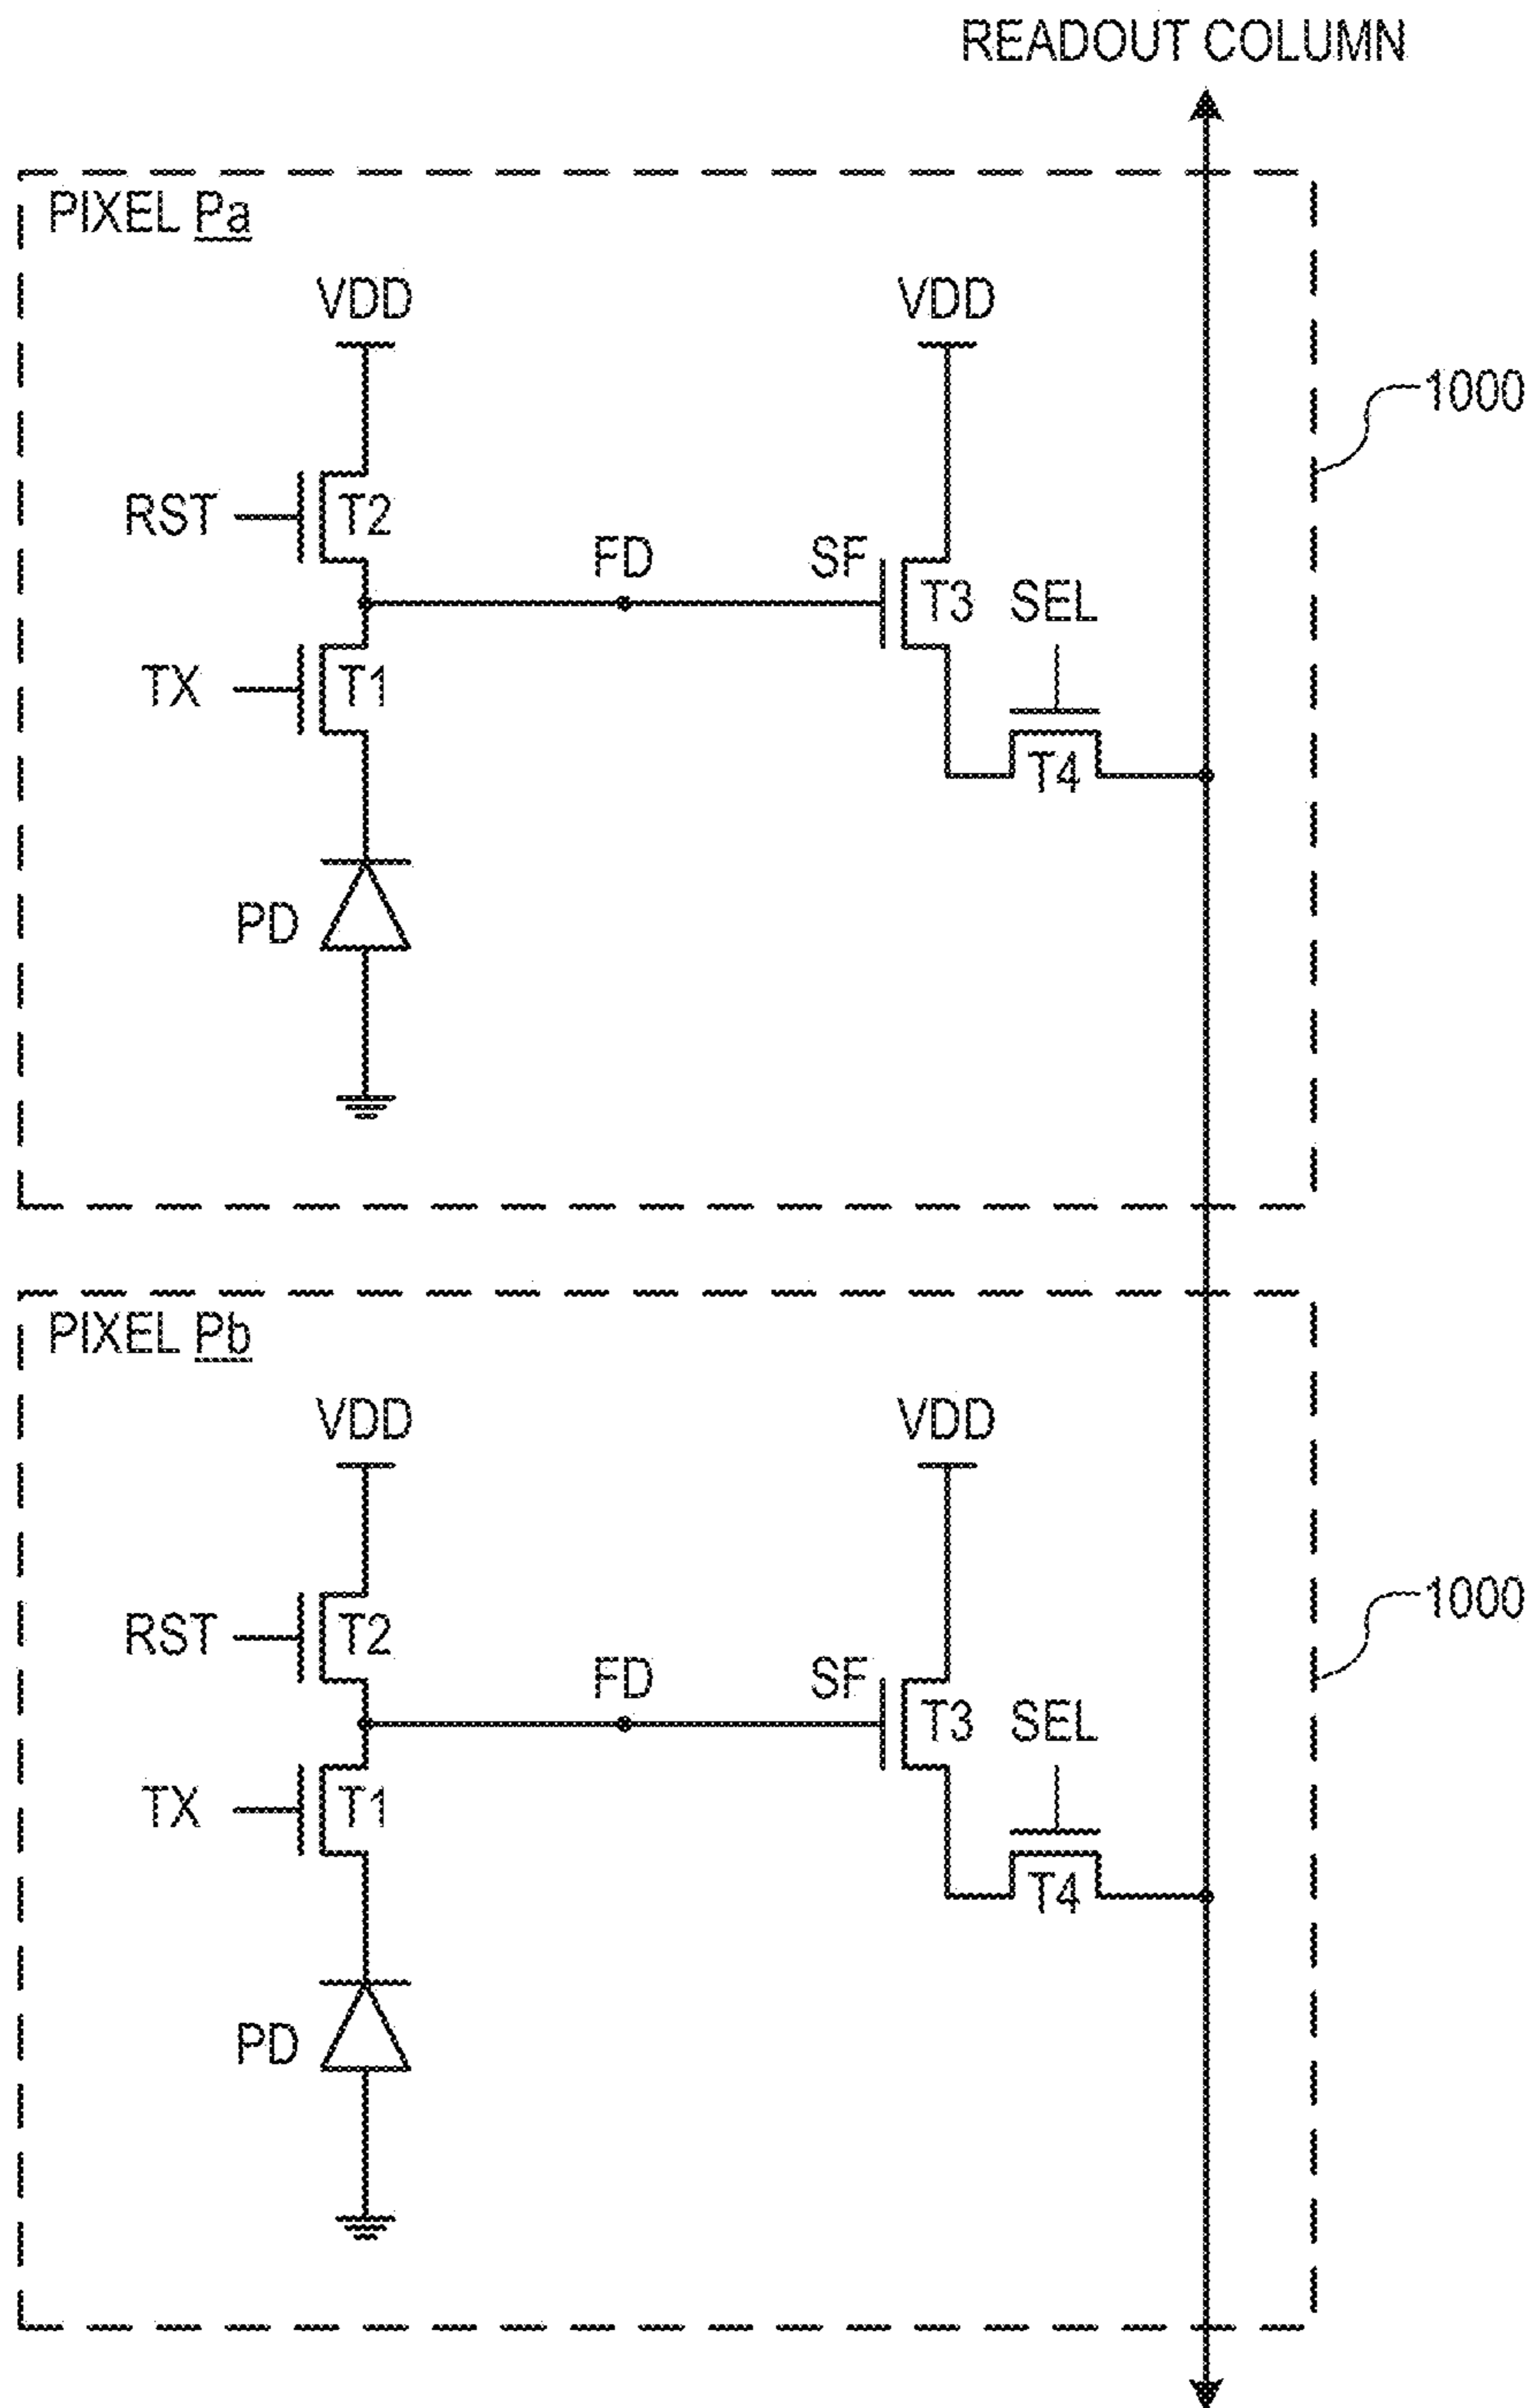 READOUT COLUMN
PIXEL Pa
VDD VDD
1000
RST T2
FD SF T3 SEL
TX T1
T4
PD
PIXEL Pb
VDD VDD
1000
RST T2
FD SF T3 SEL
TX T1
T4
PD